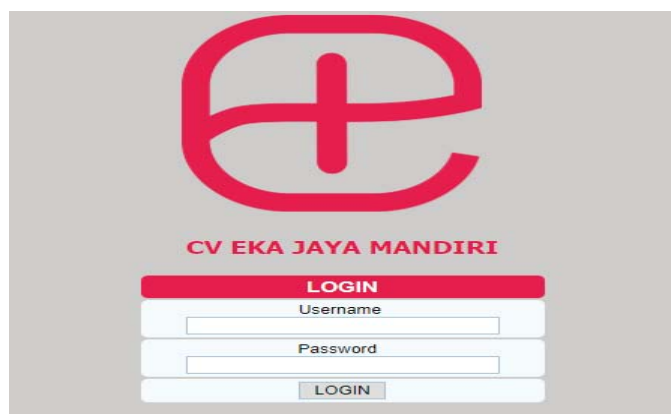 CV EKA JAYA MANDIRI
LOGIN
Username
Password
LOGIN